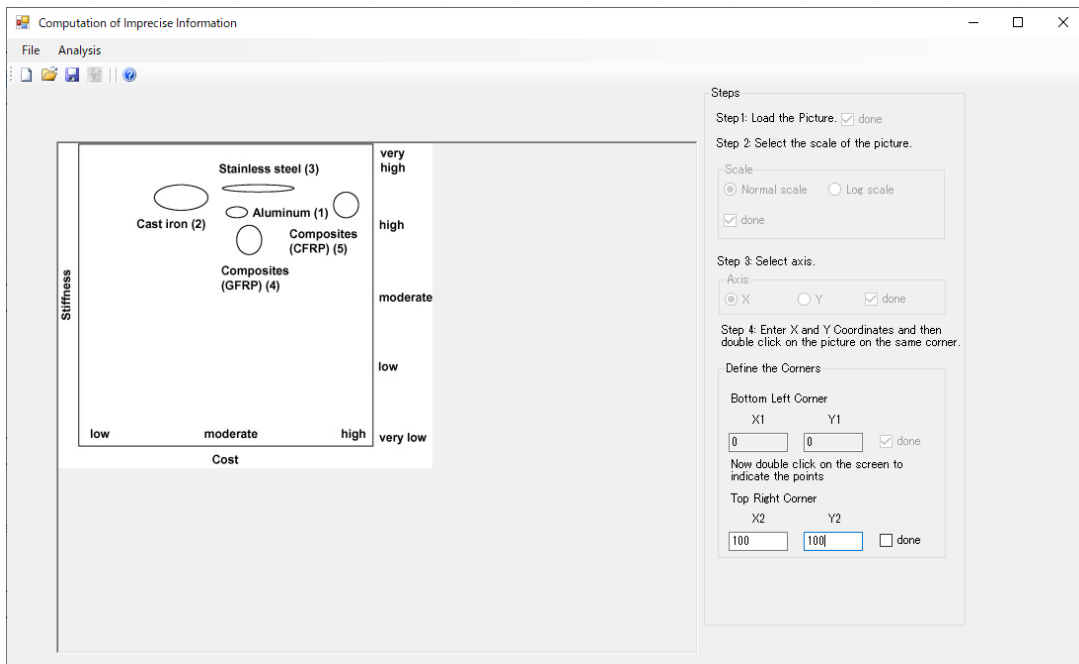 Computation of Imprecise Information
File Analysis
Steps
Step1: Load the Picture. done
Step 2: Select the scale of the picture.
Scale
Normal scale Log scale
done
Step 3: Select axis.
Axis
X Y done
Step 4: Enter X and Y Coordinates and then
double click on the picture on the same corner.
Define the Corners
Bottom Left Corner
X1 Y1
0 0 done
Now double click on the screen to
indicate the points
Top Right Corner
X2 Y2
100 100 done
very
high
Stainless steel (3)
Cast iron (2)
Aluminum (1)
high
Composites
(CFRP) (5)
Composites
(GFRP) (4)
Stiffness
moderate
low
low moderate high
very low
Cost